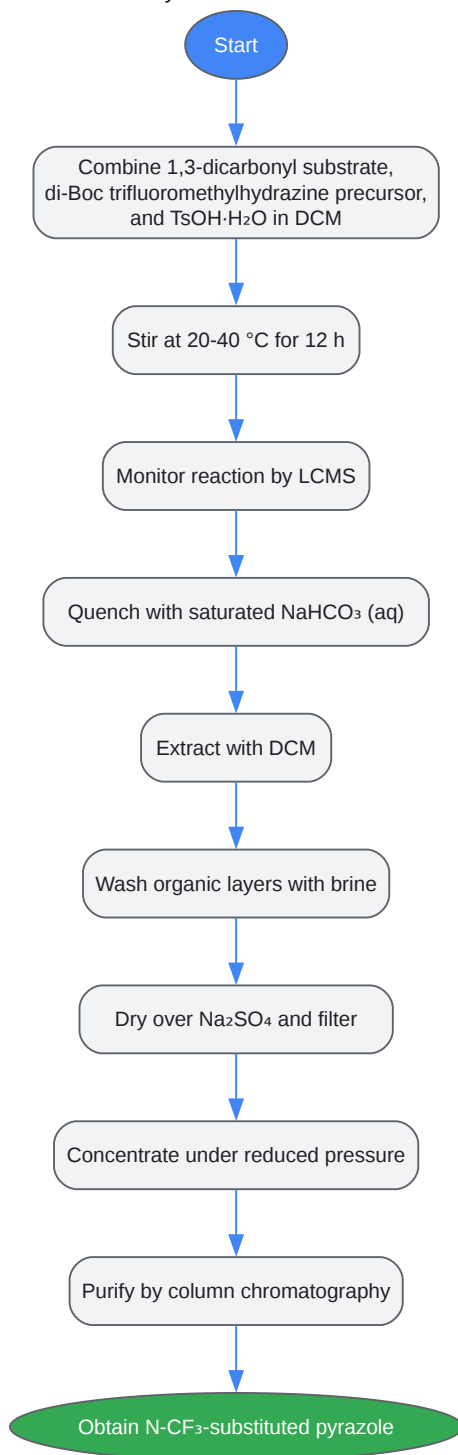 Start
Combine 1,3-dicarbonyl substrate,
di-Boc trifluoromethylhydrazine precursor,
and TsOH·H₂O in DCM
Stir at 20-40 °C for 12 h
Monitor reaction by LCMS
Quench with saturated NaHCO₃ (aq)
Extract with DCM
Wash organic layers with brine
Dry over Na₂SO₄ and filter
Concentrate under reduced pressure
Purify by column chromatography
Obtain N-CF₃-substituted pyrazole